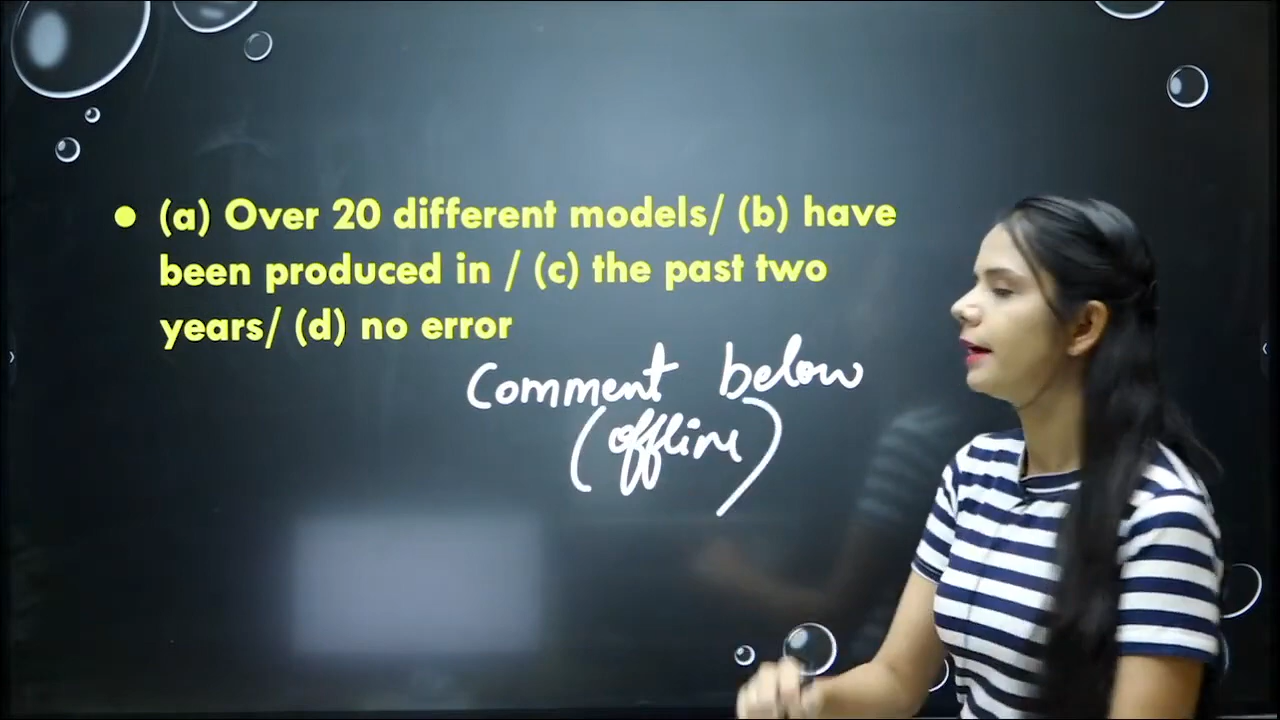 • (a) Over 20 different models/ (b) have
been produced in / (c) the past two
years/ (d) no error
Comment below
(offline)